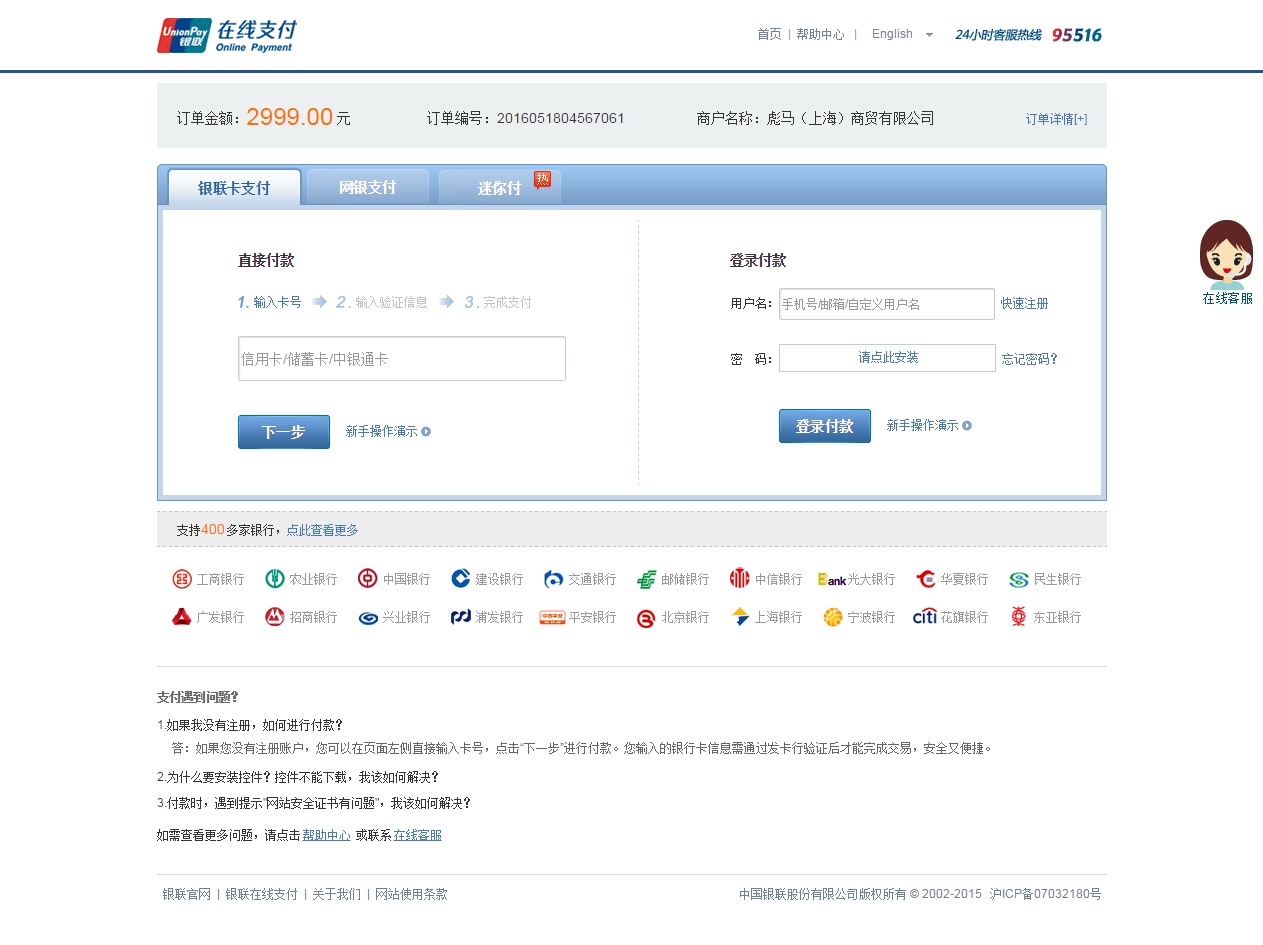 UnionPay 银联 在线支付 Online Payment
首页 | 帮助中心 | English 24小时客服热线 95516
订单金额：2999.00元 订单编号：2016051804567061 商户名称：彪马（上海）商贸有限公司 订单详情[+]
银联卡支付 网银支付 迷你付 热
直接付款
1. 输入卡号 2. 输入验证信息 3. 完成支付
信用卡/储蓄卡/中银通卡
下一步 新手操作演示
登录付款
用户名： 手机号/邮箱/自定义用户名 快速注册
密 码： 请点此安装 忘记密码？
登录付款 新手操作演示
在线客服
支持400多家银行，点此查看更多
工商银行 农业银行 中国银行 建设银行 交通银行 邮储银行 中信银行 Bank光大银行 华夏银行 民生银行
广发银行 招商银行 兴业银行 浦发银行 平安银行 北京银行 上海银行 宁波银行 citi花旗银行 东亚银行
支付遇到问题？
1.如果我没有注册，如何进行付款？
答：如果您没有注册账户，您可以在页面左侧直接输入卡号，点击“下一步”进行付款。您输入的银行卡信息需通过发卡行验证后才能完成交易，安全又便捷。
2.为什么要安装控件？控件不能下载，我该如何解决？
3.付款时，遇到提示"网站安全证书有问题"，我该如何解决？
如需查看更多问题，请点击帮助中心 或联系在线客服
银联官网 | 银联在线支付 | 关于我们 | 网站使用条款 中国银联股份有限公司版权所有 © 2002-2015 沪ICP备07032180号